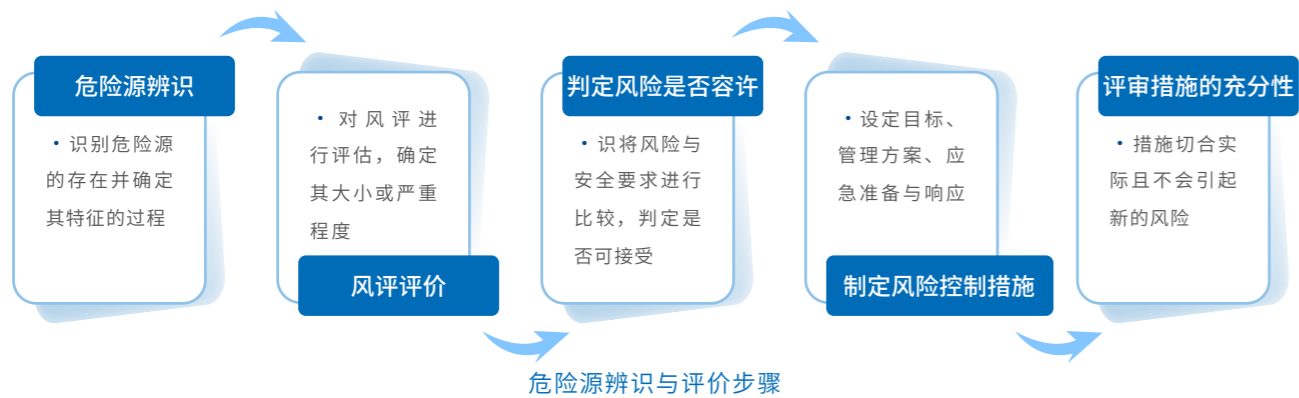 危险源辨识
• 识别危险源
的存在并确定
其特征的过程
• 对风评进
行评估，确定
其大小或严重
程度
风评评价
判定风险是否容许
• 识将风险与
安全要求进行
比较，判定是
否可接受
• 设定目标、
管理方案、应
急准备与响应
制定风险控制措施
评审措施的充分性
• 措施切合实
际且不会引起
新的风险
危险源辨识与评价步骤